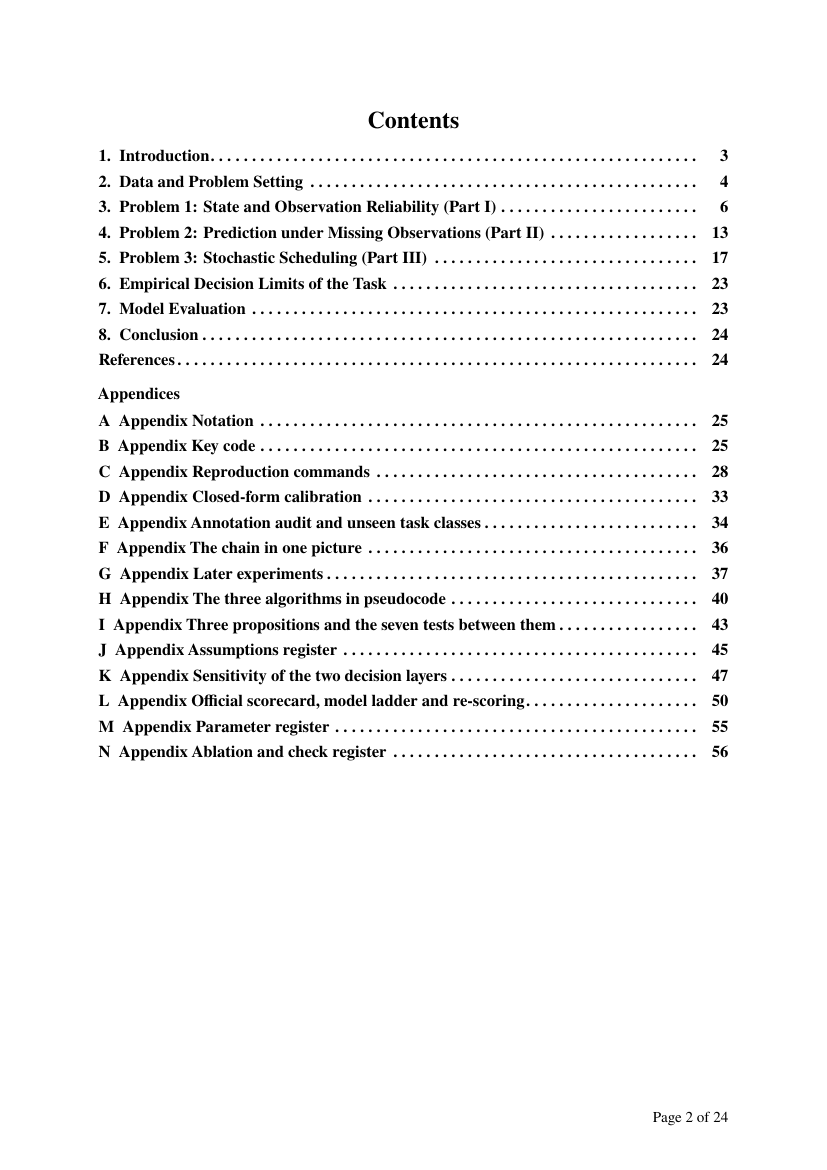 Contents
1. Introduction. . . . . . . . . . . . . . . . . . . . . . . . . . . . . . . . . . . . . . . . . . . . . . . . . . . . . . . . . . . 3
2. Data and Problem Setting . . . . . . . . . . . . . . . . . . . . . . . . . . . . . . . . . . . . . . . . . . . . . . . 4
3. Problem 1: State and Observation Reliability (Part I) . . . . . . . . . . . . . . . . . . . . . . . . 6
4. Problem 2: Prediction under Missing Observations (Part II) . . . . . . . . . . . . . . . . . . 13
5. Problem 3: Stochastic Scheduling (Part III) . . . . . . . . . . . . . . . . . . . . . . . . . . . . . . . . 17
6. Empirical Decision Limits of the Task . . . . . . . . . . . . . . . . . . . . . . . . . . . . . . . . . . . . . 23
7. Model Evaluation . . . . . . . . . . . . . . . . . . . . . . . . . . . . . . . . . . . . . . . . . . . . . . . . . . . . . . 23
8. Conclusion . . . . . . . . . . . . . . . . . . . . . . . . . . . . . . . . . . . . . . . . . . . . . . . . . . . . . . . . . . . . 24
References . . . . . . . . . . . . . . . . . . . . . . . . . . . . . . . . . . . . . . . . . . . . . . . . . . . . . . . . . . . . . . . 24
Appendices
A Appendix Notation . . . . . . . . . . . . . . . . . . . . . . . . . . . . . . . . . . . . . . . . . . . . . . . . . . . . . 25
B Appendix Key code . . . . . . . . . . . . . . . . . . . . . . . . . . . . . . . . . . . . . . . . . . . . . . . . . . . . . 25
C Appendix Reproduction commands . . . . . . . . . . . . . . . . . . . . . . . . . . . . . . . . . . . . . . . 28
D Appendix Closed-form calibration . . . . . . . . . . . . . . . . . . . . . . . . . . . . . . . . . . . . . . . . 33
E Appendix Annotation audit and unseen task classes . . . . . . . . . . . . . . . . . . . . . . . . . . 34
F Appendix The chain in one picture . . . . . . . . . . . . . . . . . . . . . . . . . . . . . . . . . . . . . . . . 36
G Appendix Later experiments . . . . . . . . . . . . . . . . . . . . . . . . . . . . . . . . . . . . . . . . . . . . . 37
H Appendix The three algorithms in pseudocode . . . . . . . . . . . . . . . . . . . . . . . . . . . . . . 40
I Appendix Three propositions and the seven tests between them . . . . . . . . . . . . . . . . . 43
J Appendix Assumptions register . . . . . . . . . . . . . . . . . . . . . . . . . . . . . . . . . . . . . . . . . . . 45
K Appendix Sensitivity of the two decision layers . . . . . . . . . . . . . . . . . . . . . . . . . . . . . . 47
L Appendix Official scorecard, model ladder and re-scoring. . . . . . . . . . . . . . . . . . . . . 50
M Appendix Parameter register . . . . . . . . . . . . . . . . . . . . . . . . . . . . . . . . . . . . . . . . . . . . 55
N Appendix Ablation and check register . . . . . . . . . . . . . . . . . . . . . . . . . . . . . . . . . . . . . 56
Page 2 of 24